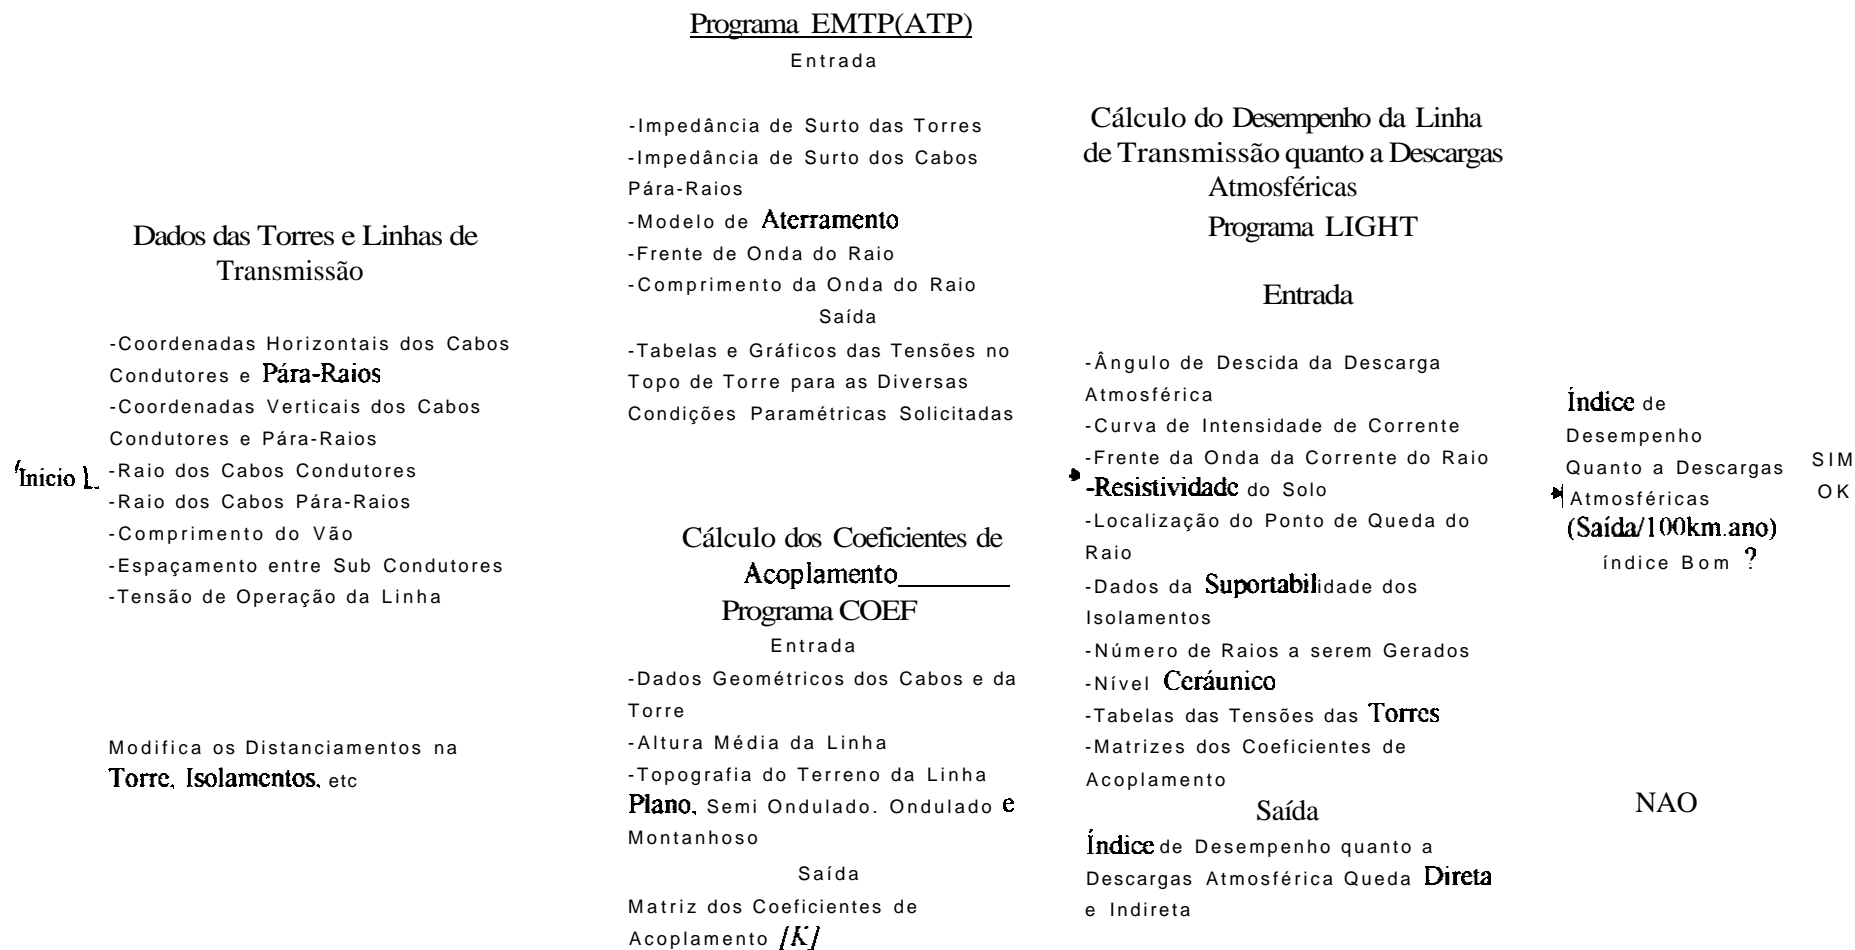 Início
Dados das Torres e Linhas de
Transmissão
-Coordenadas Horizontais dos Cabos
Condutores e Pára-Raios
-Coordenadas Verticais dos Cabos
Condutores e Pára-Raios
-Raio dos Cabos Condutores
-Raio dos Cabos Pára-Raios
-Comprimento do Vão
-Espaçamento entre Sub Condutores
-Tensão de Operação da Linha
Modifica os Distanciamentos na
Torre, Isolamentos, etc
Programa EMTP(ATP)
Entrada
-Impedância de Surto das Torres
-Impedância de Surto dos Cabos
Pára-Raios
-Modelo de Aterramento
-Frente de Onda do Raio
-Comprimento da Onda do Raio
Saída
-Tabelas e Gráficos das Tensões no
Topo de Torre para as Diversas
Condições Paramétricas Solicitadas
Cálculo dos Coeficientes de
Acoplamento
Programa COEF
Entrada
-Dados Geométricos dos Cabos e da
Torre
-Altura Média da Linha
-Topografia do Terreno da Linha
Plano, Semi Ondulado. Ondulado e
Montanhoso
Saída
Matriz dos Coeficientes de
Acoplamento [K]
Cálculo do Desempenho da Linha
de Transmissão quanto a Descargas
Atmosféricas
Programa LIGHT
Entrada
-Ângulo de Descida da Descarga
Atmosférica
-Curva de Intensidade de Corrente
-Frente da Onda da Corrente do Raio
-Resistividade do Solo
-Localização do Ponto de Queda do
Raio
-Dados da Suportabilidade dos
Isolamentos
-Número de Raios a serem Gerados
-Nível Ceráunico
-Tabelas das Tensões das Torres
-Matrizes dos Coeficientes de
Acoplamento
Saída
Índice de Desempenho quanto a
Descargas Atmosférica Queda Direta
e Indireta
Índice de
Desempenho
Quanto a Descargas
Atmosféricas
(Saída/100km.ano)
índice Bom ?
SIM
OK
NAO